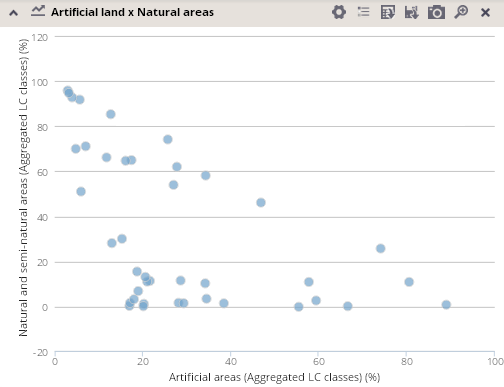 Artificial land x Natural areas
Natural and semi-natural areas (Aggregated LC classes) (%)
120
100
80
60
40
20
0
-20
0 20 40 60 80 100
Artificial areas (Aggregated LC classes) (%)